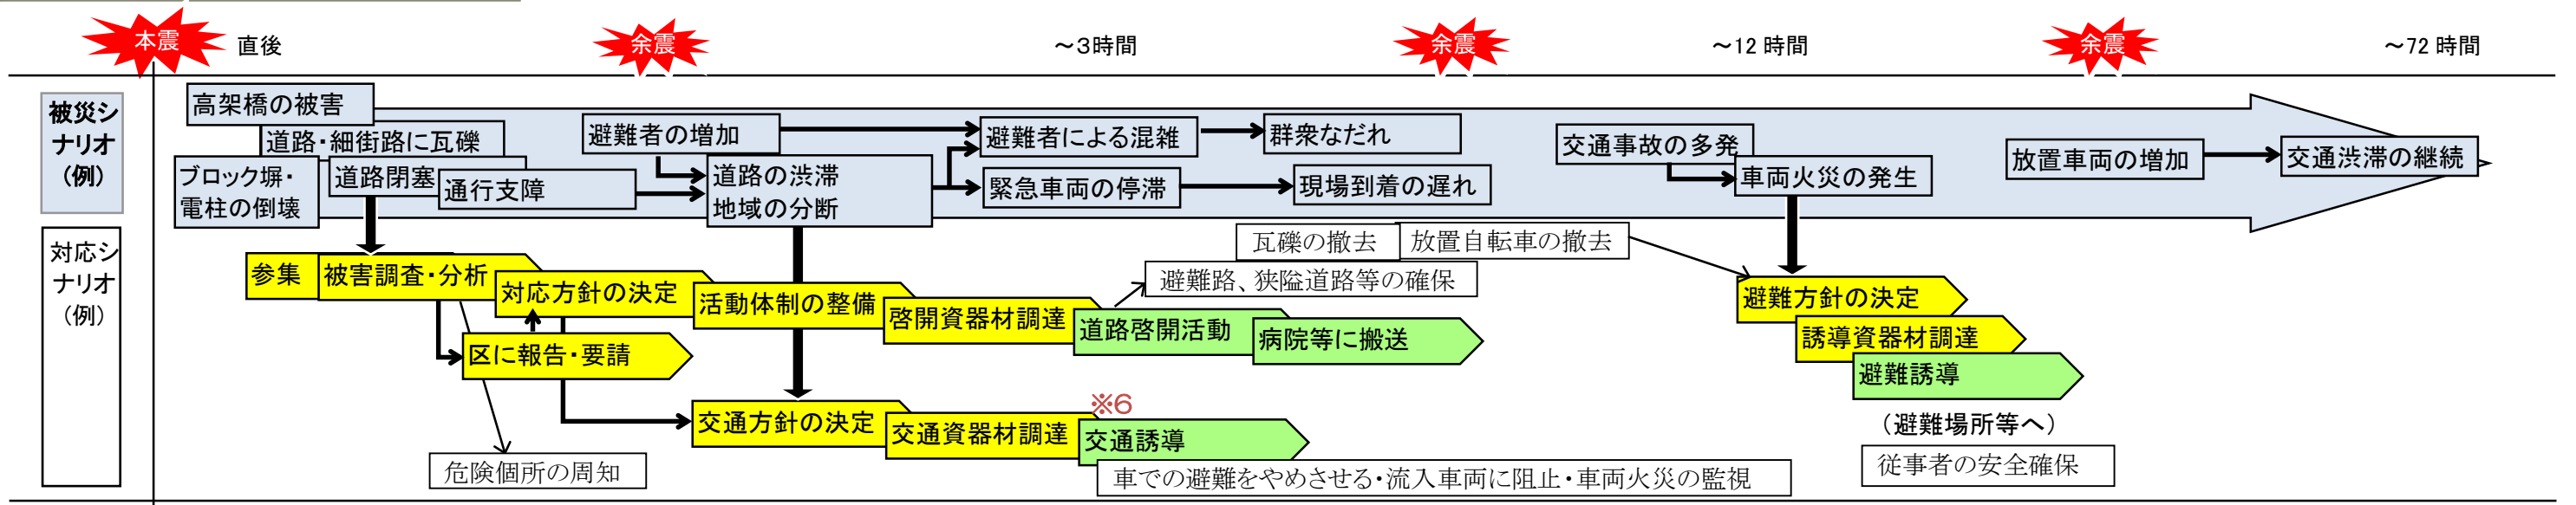 本震
直後
余震
～3時間
余震
～12 時間
余震
～72 時間
被災シ
ナリオ
(例)
高架橋の被害
道路・細街路に瓦礫
ブロック塀・
電柱の倒壊
道路閉塞
通行支障
避難者の増加
道路の渋滞
地域の分断
避難者による混雑
群衆なだれ
緊急車両の停滞
現場到着の遅れ
交通事故の多発
車両火災の発生
放置車両の増加
交通渋滞の継続
対応シ
ナリオ
(例)
参集
被害調査・分析
対応方針の決定
区に報告・要請
活動体制の整備
啓開資器材調達
道路啓開活動
病院等に搬送
瓦礫の撤去
放置自転車の撤去
避難路、狭隘道路等の確保
危険個所の周知
交通方針の決定
交通資器材調達
※6
交通誘導
車での避難をやめさせる・流入車両に阻止・車両火災の監視
避難方針の決定
誘導資器材調達
避難誘導
(避難場所等へ)
従事者の安全確保